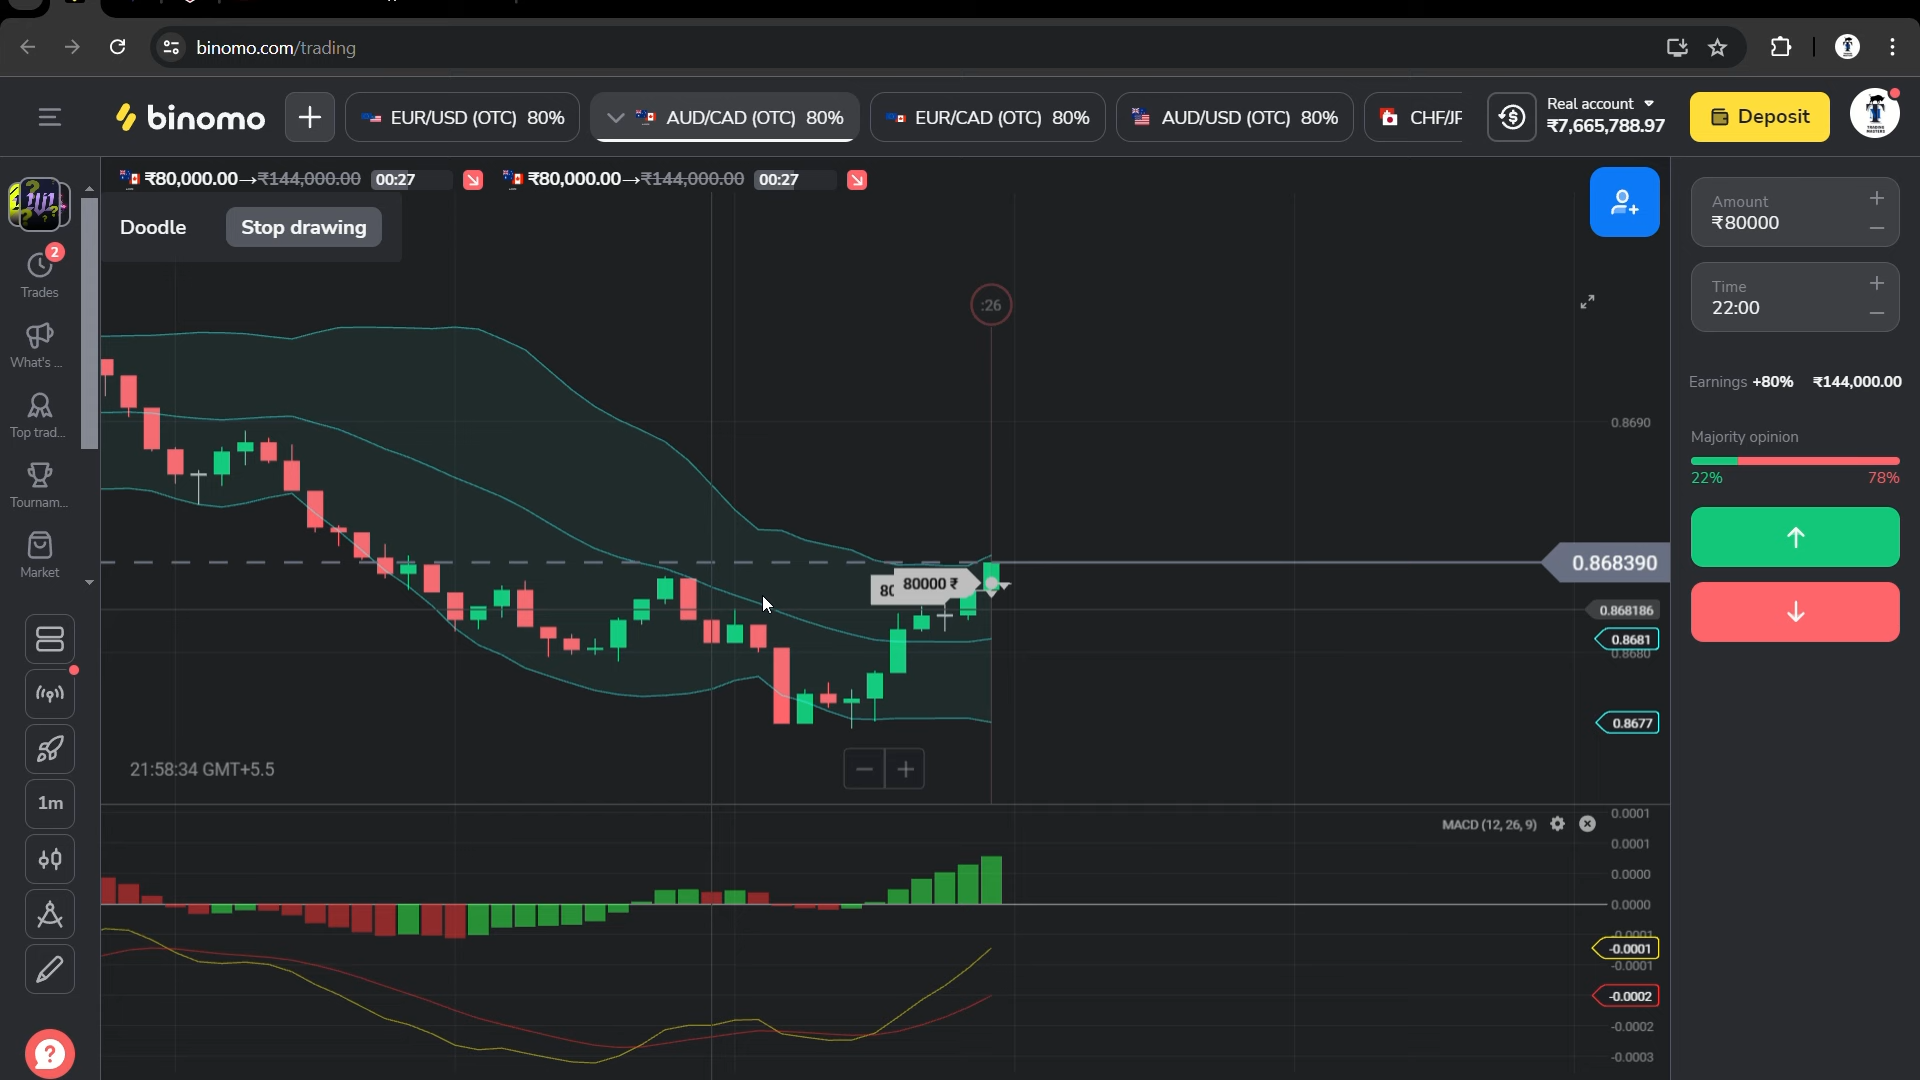 binomo.com/trading
binomo
+
EUR/USD (OTC) 80%
AUD/CAD (OTC) 80%
EUR/CAD (OTC) 80%
AUD/USD (OTC) 80%
CHF/JF
Real account
₹7,665,788.97
Deposit
₹80,000.00→₹144,000.00 00:27
₹80,000.00→₹144,000.00 00:27
Doodle
Stop drawing
2
Trades
What's ...
Top trad...
Tournam...
Market
1m
:26
80
80000 ₹
0.8690
0.868390
0.868186
0.8681
0.8680
0.8677
21:58:34 GMT+5.5
MACD (12, 26, 9)
0.0001
0.0001
0.0000
0.0000
-0.0001
-0.0001
-0.0001
-0.0002
-0.0002
-0.0003
Amount
₹80000
Time
22:00
Earnings +80% ₹144,000.00
Majority opinion
22% 78%